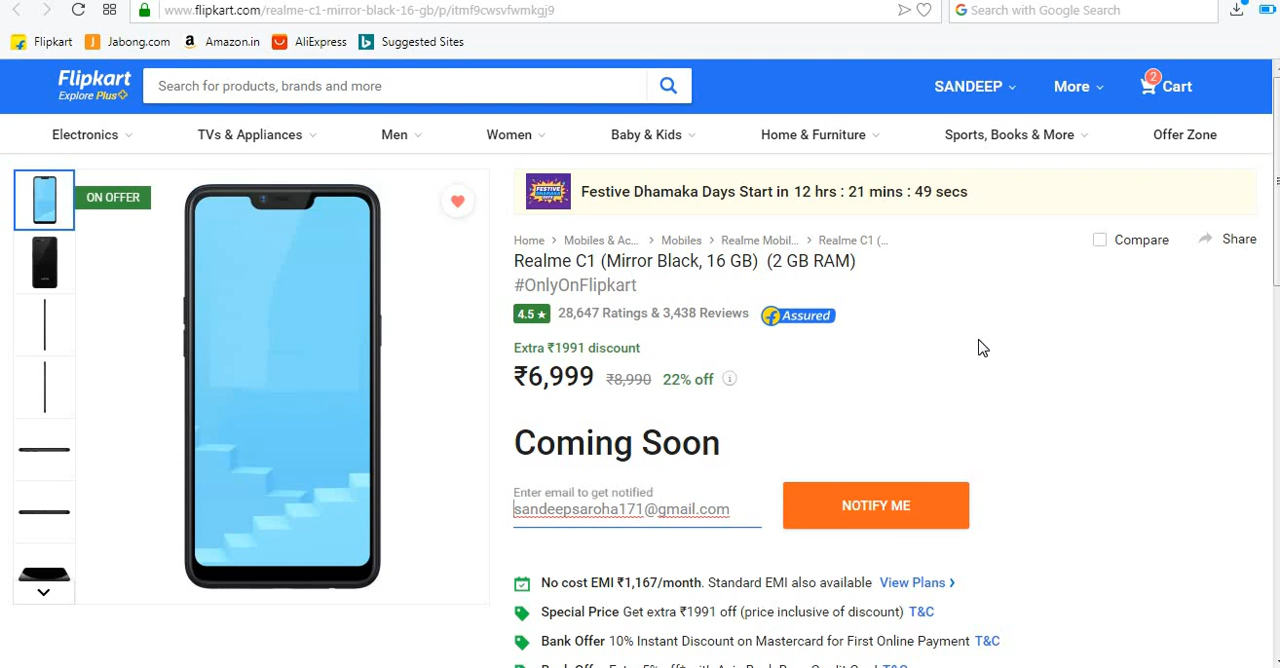 www.flipkart.com/realme-c1-mirror-black-16-gb/p/itmf9cwsvfwmkgj9
Search with Google Search
Flipkart
Jabong.com
Amazon.in
AliExpress
Suggested Sites
Flipkart
Explore Plus
Search for products, brands and more
SANDEEP
More
2
Cart
Electronics
TVs & Appliances
Men
Women
Baby & Kids
Home & Furniture
Sports, Books & More
Offer Zone
ON OFFER
Festive Dhamaka Days Start in 12 hrs : 21 mins : 49 secs
Home > Mobiles & Ac... > Mobiles > Realme Mobil... > Realme C1 (...
Compare
Share
Realme C1 (Mirror Black, 16 GB) (2 GB RAM)
#OnlyOnFlipkart
4.5 ★ 28,647 Ratings & 3,438 Reviews
Assured
Extra ₹1991 discount
₹6,999 ₹8,990 22% off
Coming Soon
Enter email to get notified
sandeepsaroha171@gmail.com
NOTIFY ME
No cost EMI ₹1,167/month. Standard EMI also available View Plans >
Special Price Get extra ₹1991 off (price inclusive of discount) T&C
Bank Offer 10% Instant Discount on Mastercard for First Online Payment T&C